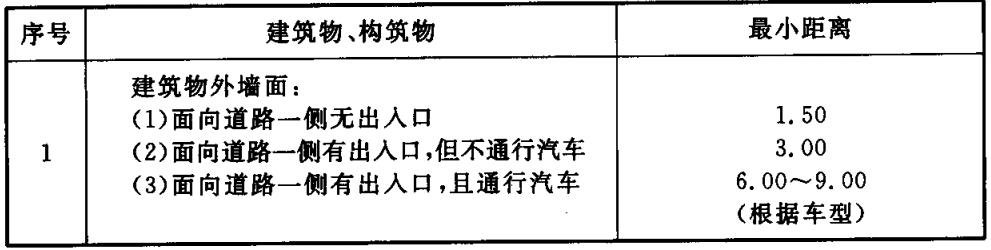 序号 建筑物、构筑物 最小距离
建筑物外墙面:
(1)面向道路一侧无出入口 1.50
1 (2)面向道路一侧有出入口,但不通行汽车 3.00
(3)面向道路一侧有出入口,且通行汽车 6.00~9.00
(根据车型)